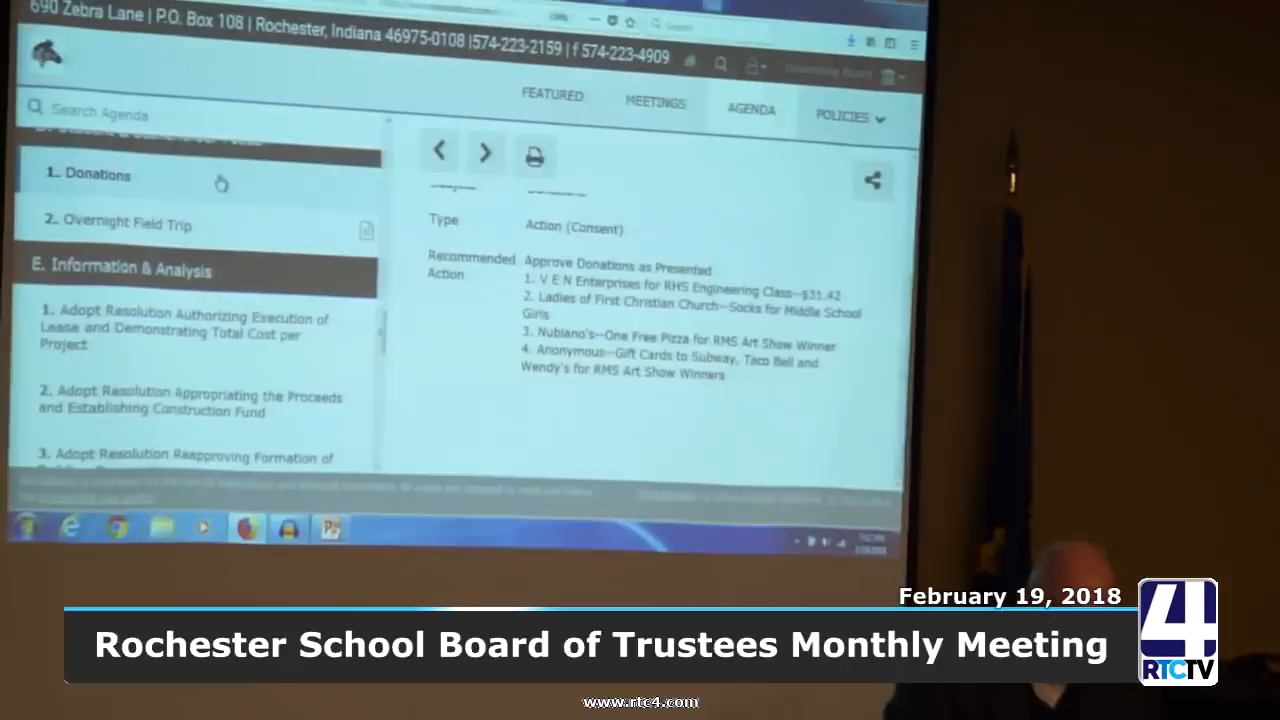 690 Zebra Lane | P.O. Box 108 | Rochester, Indiana 46975-0108 |574-223-2159 | f 574-223-4909
Search
FEATURED
MEETINGS
AGENDA
POLICIES
Search Agenda
1. Donations
2. Overnight Field Trip
E. Information & Analysis
1. Adopt Resolution Authorizing Execution of
Lease and Demonstrating Total Cost per
Project
2. Adopt Resolution Appropriating the Proceeds
and Establishing Construction Fund
3. Adopt Resolution Reapproving Formation of
Type
Action (Consent)
Recommended
Action
Approve Donations as Presented
1. V E N Enterprises for RHS Engineering Class--$31.42
2. Ladies of First Christian Church--Socks for Middle School
Girls
3. Nubiano's--One Free Pizza for RMS Art Show Winner
4. Anonymous--Gift Cards to Subway, Taco Bell and
Wendy's for RMS Art Show Winners
February 19, 2018
Rochester School Board of Trustees Monthly Meeting
4
RTCTV
www.rtc4.com